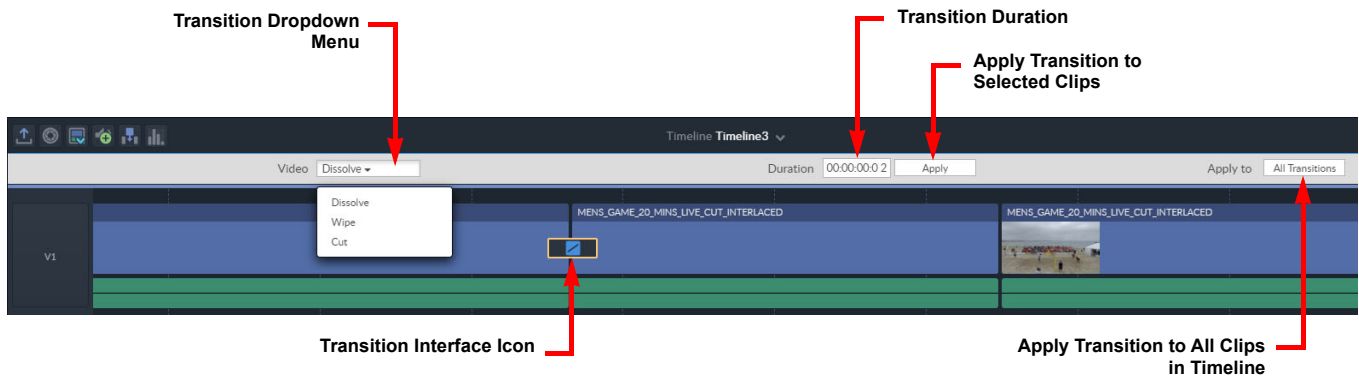 Transition Dropdown
Menu
Transition Duration
Apply Transition to
Selected Clips
Timeline Timeline3
Video Dissolve Duration 00:00:00:0 2 Apply Apply to All Transitions
Dissolve
Wipe
Cut
MENS_GAME_20_MINS_LIVE_CUT_INTERLACED
MENS_GAME_20_MINS_LIVE_CUT_INTERLACED
V1
Transition Interface Icon
Apply Transition to All Clips
in Timeline